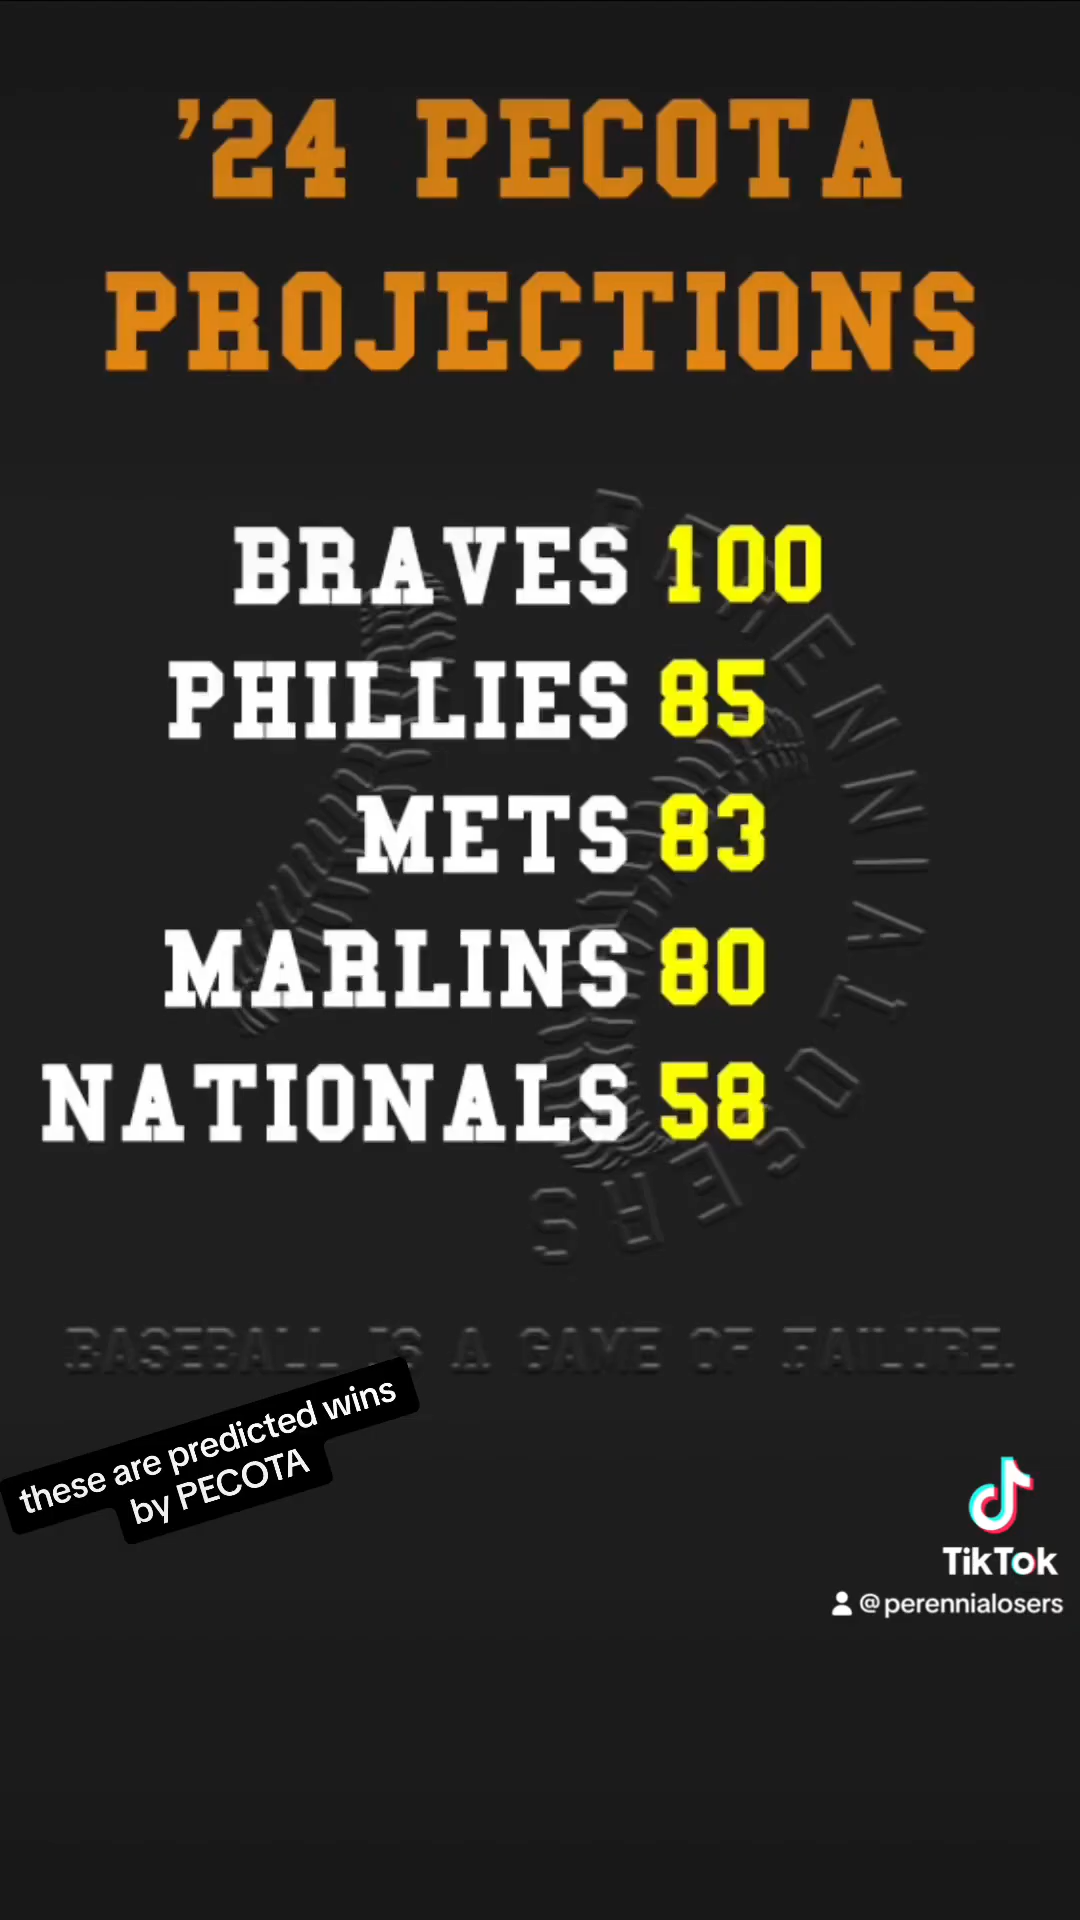 '24 PECOTA
PROJECTIONS
BRAVES 100
PHILLIES 85
METS 83
MARLINS 80
NATIONALS 58
PERENNIALOSERS
BASEBALL IS A GAME OF FAILURE.
these are predicted wins
by PECOTA
TikTok
@perennialosers